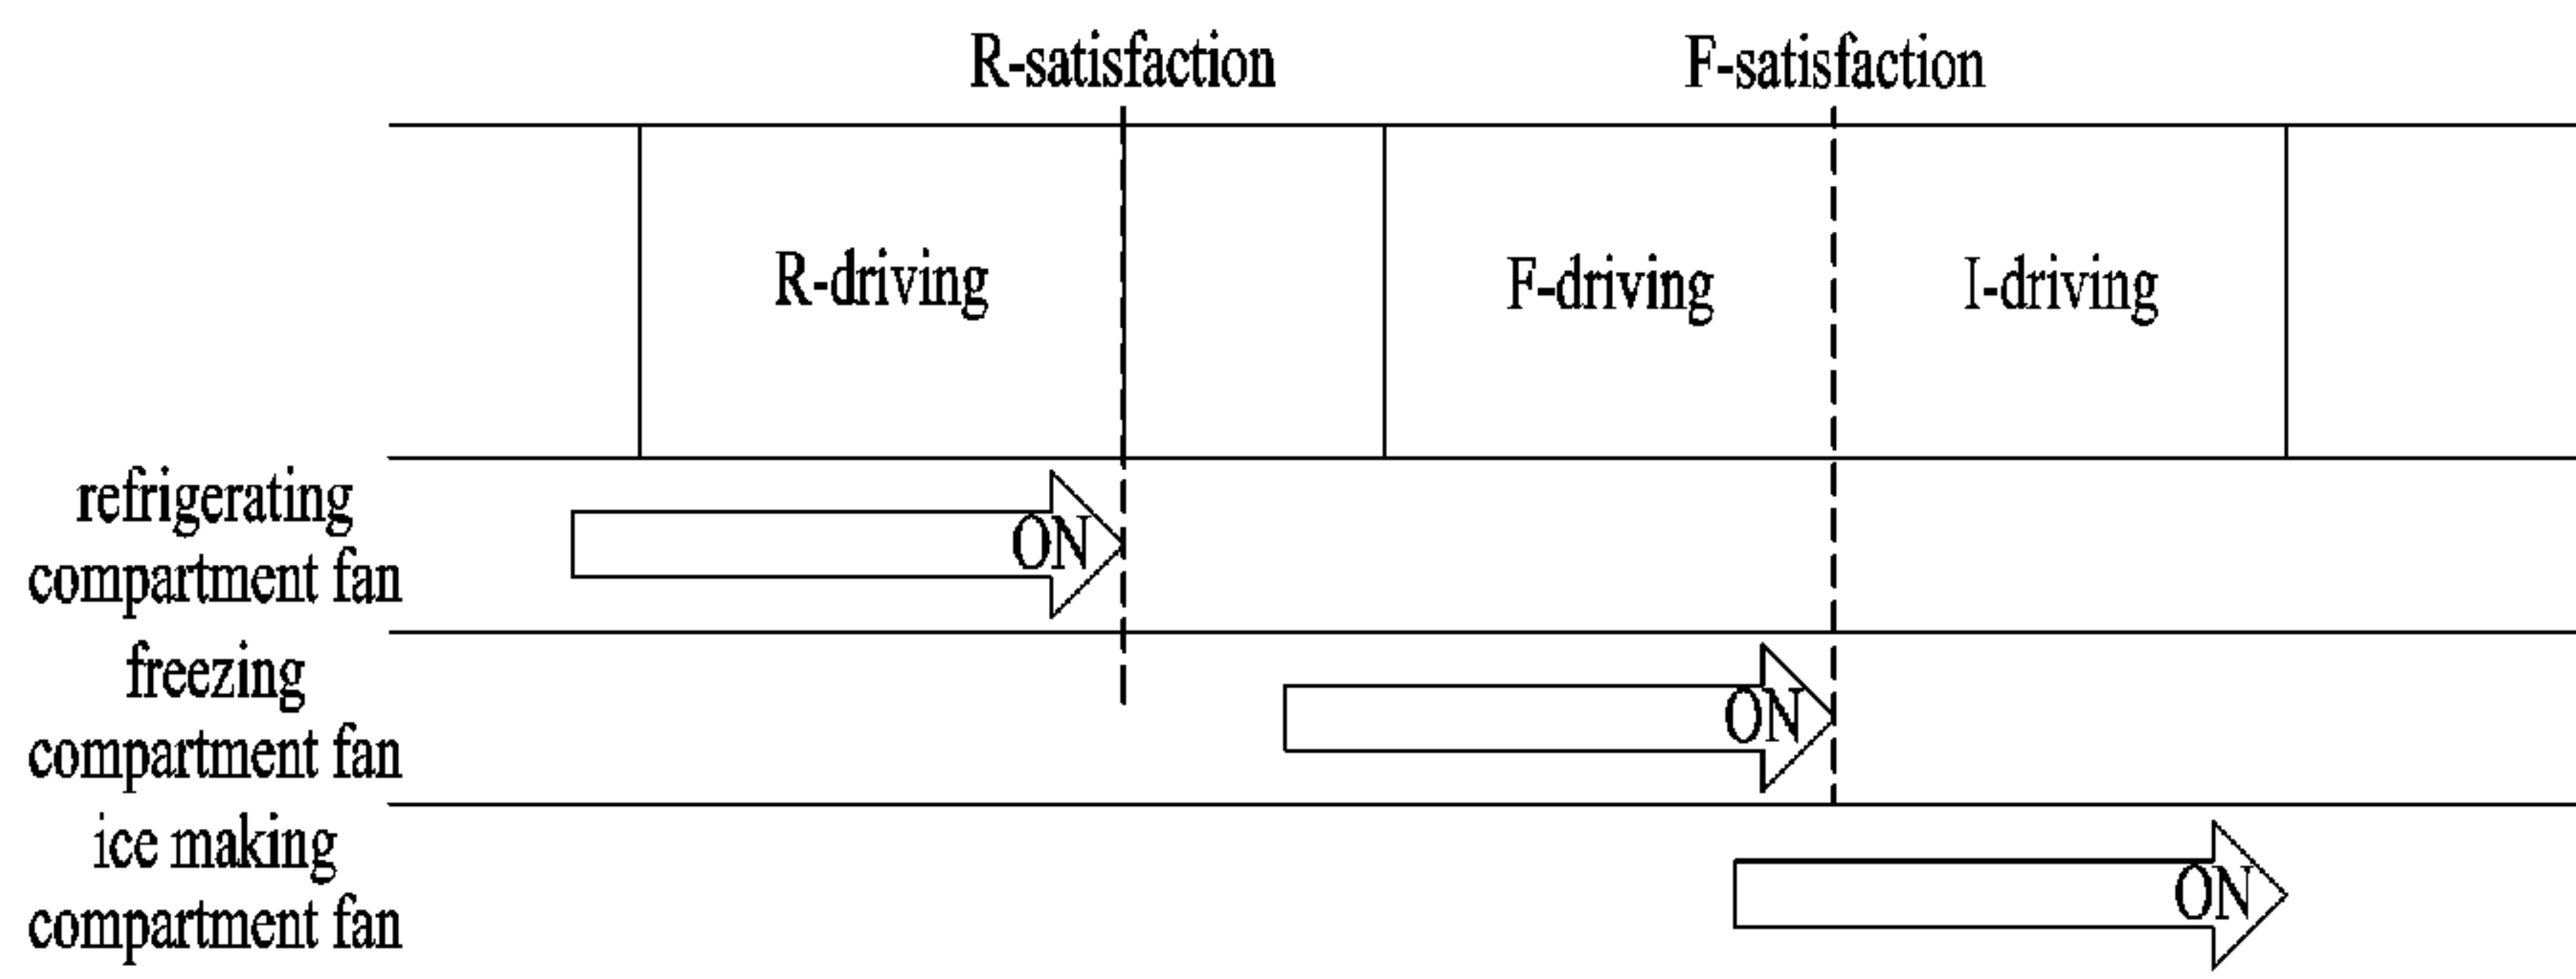 R-satisfaction
F-satisfaction
R-driving
F-driving
I-driving
refrigerating
compartment fan
ON
freezing
compartment fan
ON
ice making
compartment fan
ON